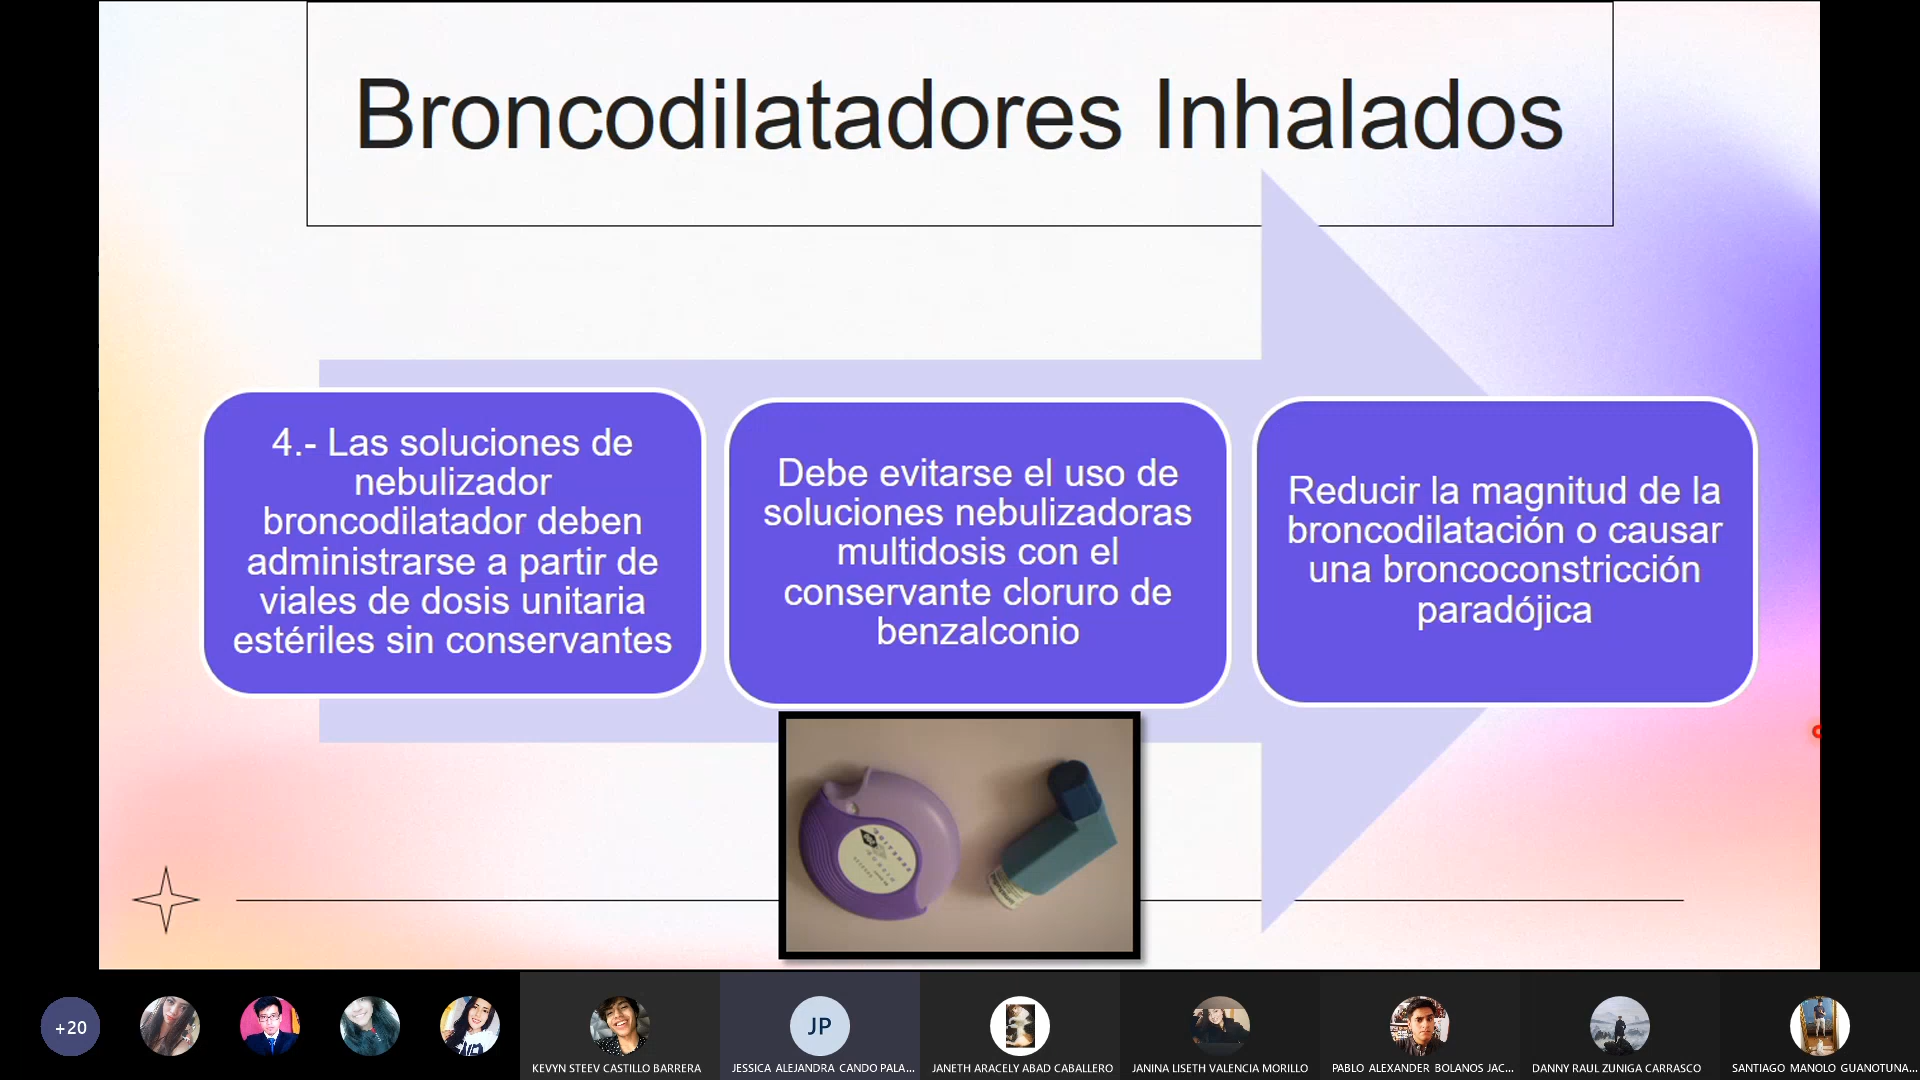 Broncodilatadores Inhalados
4.- Las soluciones de
nebulizador
broncodilatador deben
administrarse a partir de
viales de dosis unitaria
estériles sin conservantes
Debe evitarse el uso de
soluciones nebulizadoras
multidosis con el
conservante cloruro de
benzalconio
Reducir la magnitud de la
broncodilatación o causar
una broncoconstricción
paradójica
+20
JP
KEVYN STEEV CASTILLO BARRERA
JESSICA ALEJANDRA CANDO PALA...
JANETH ARACELY ABAD CABALLERO
JANINA LISETH VALENCIA MORILLO
PABLO ALEXANDER BOLANOS JAC...
DANNY RAUL ZUNIGA CARRASCO
SANTIAGO MANOLO GUANOTUNA...